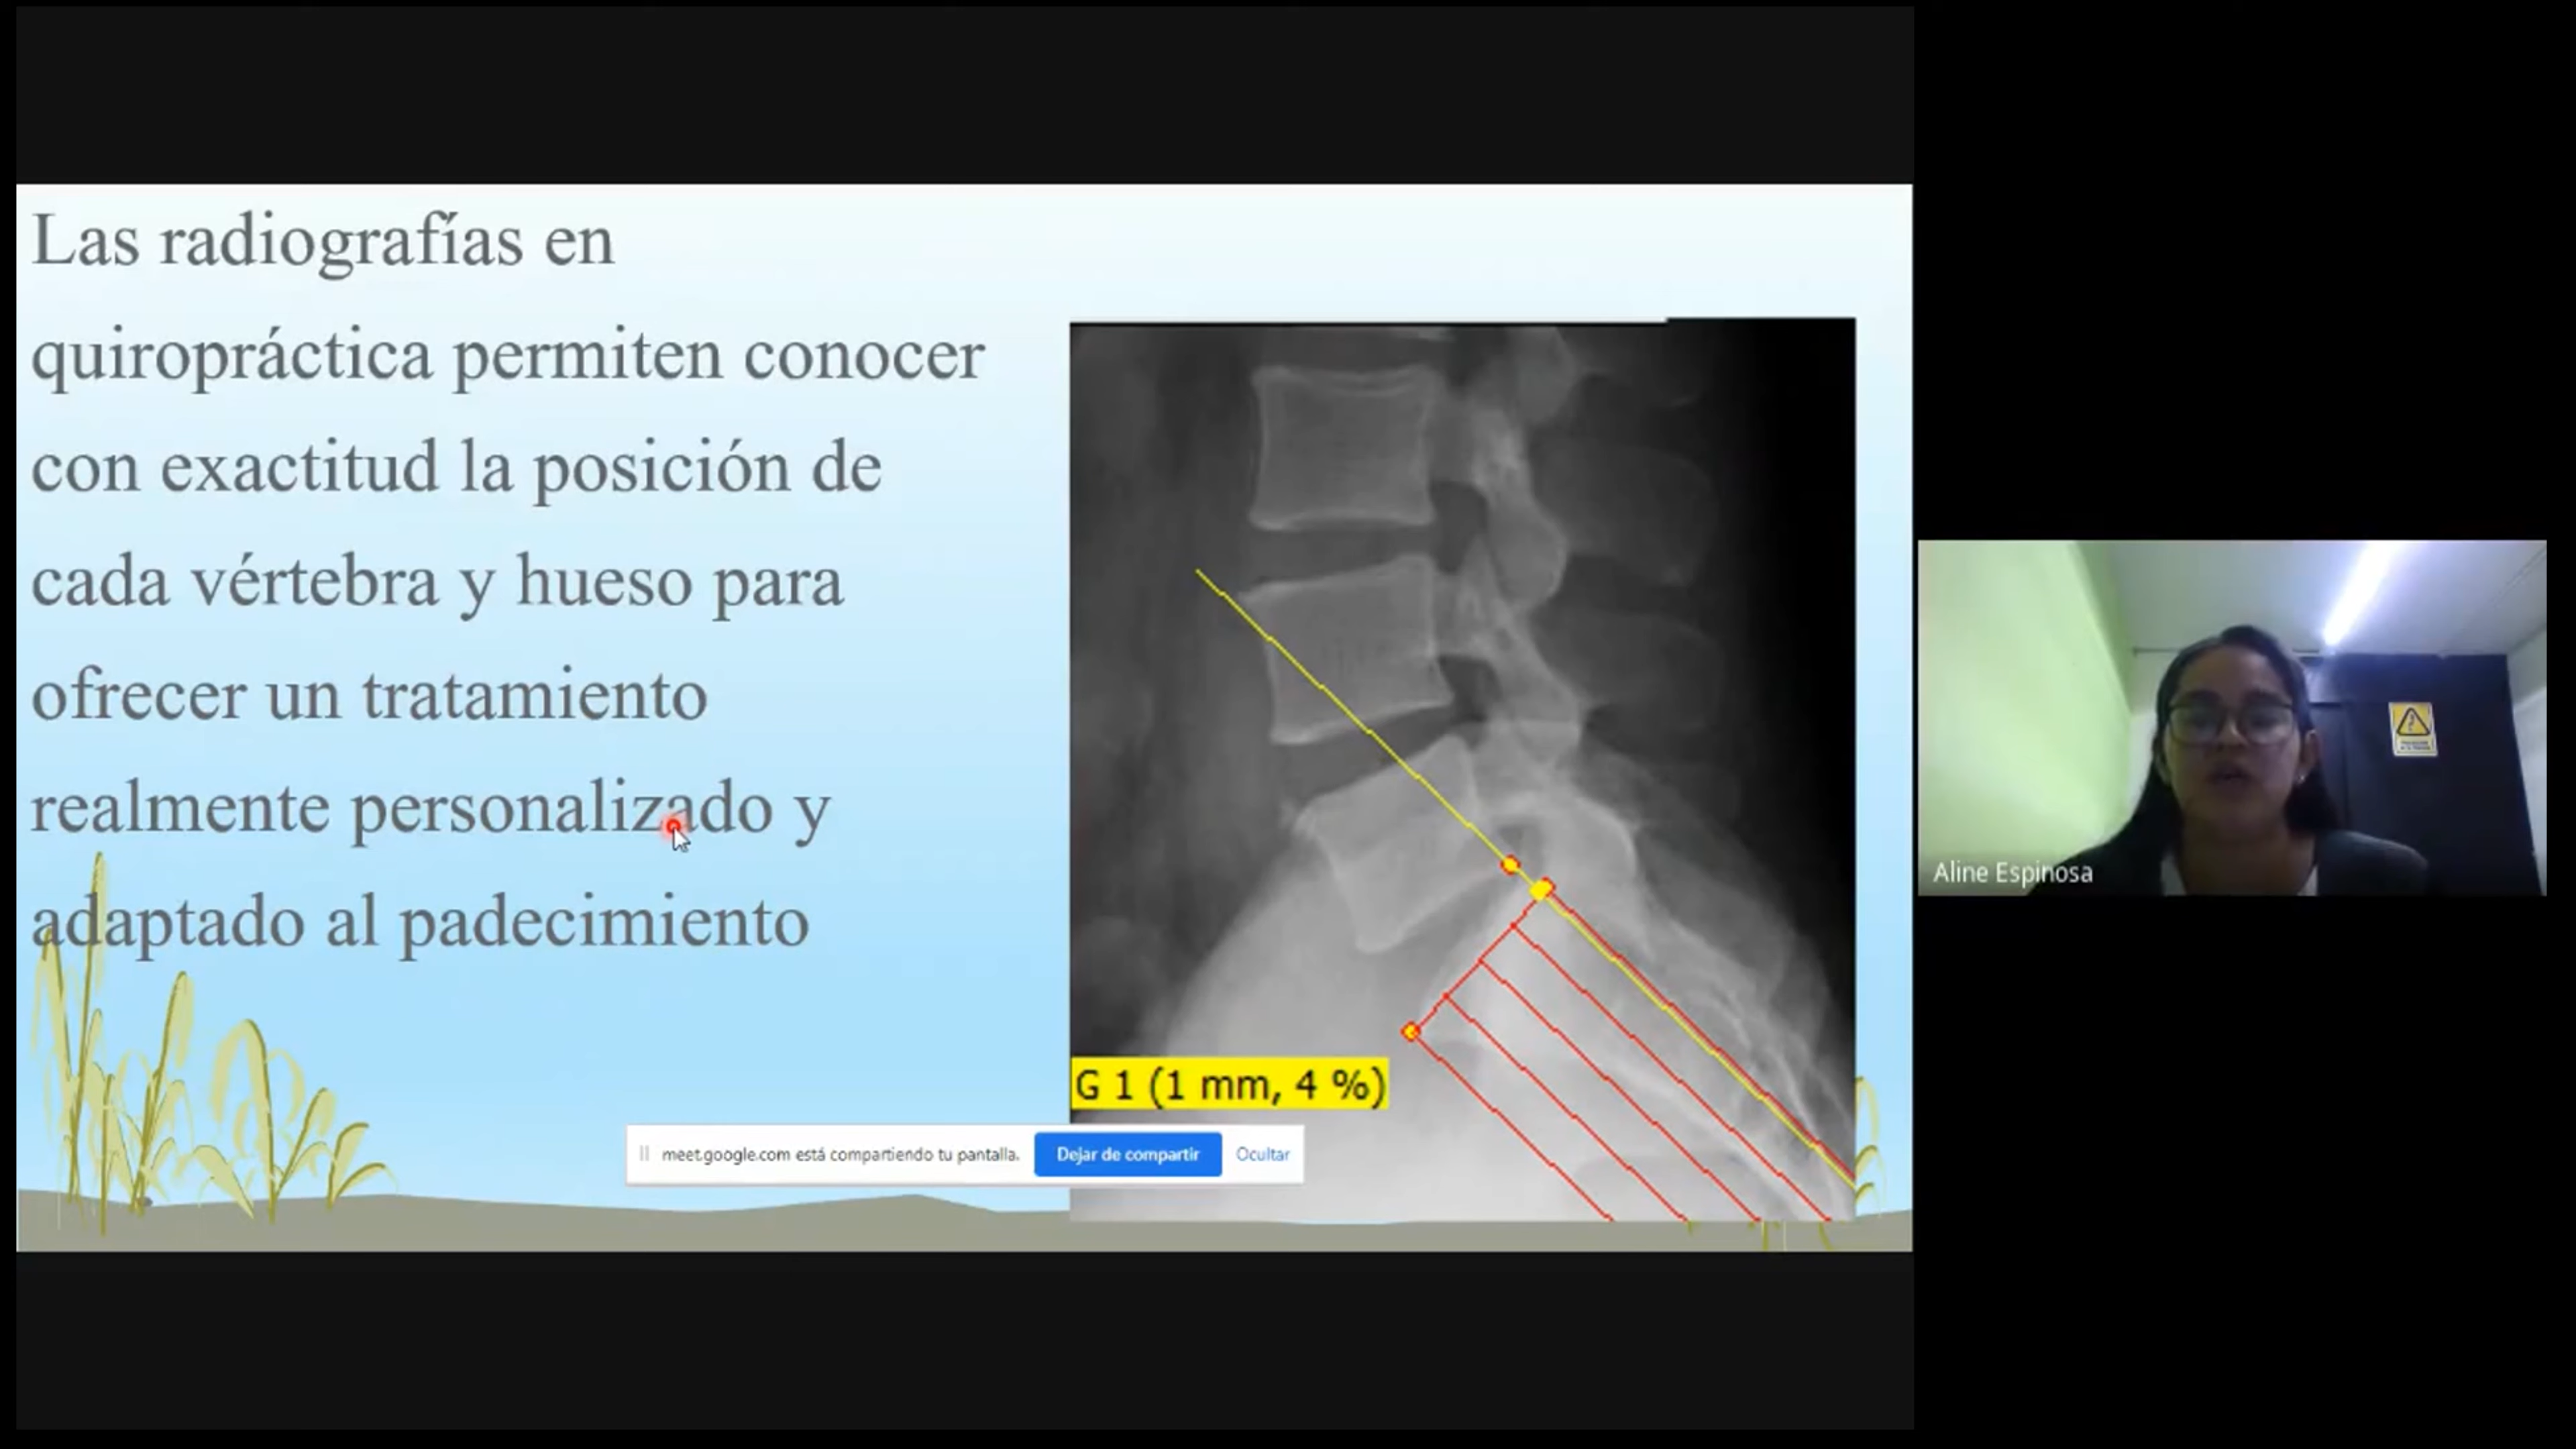 Las radiografías en
quiropráctica permiten conocer
con exactitud la posición de
cada vértebra y hueso para
ofrecer un tratamiento
realmente personalizado y
adaptado al padecimiento
G 1 (1 mm, 4 %)
meet.google.com está compartiendo tu pantalla.
Dejar de compartir
Ocultar
Aline Espinosa